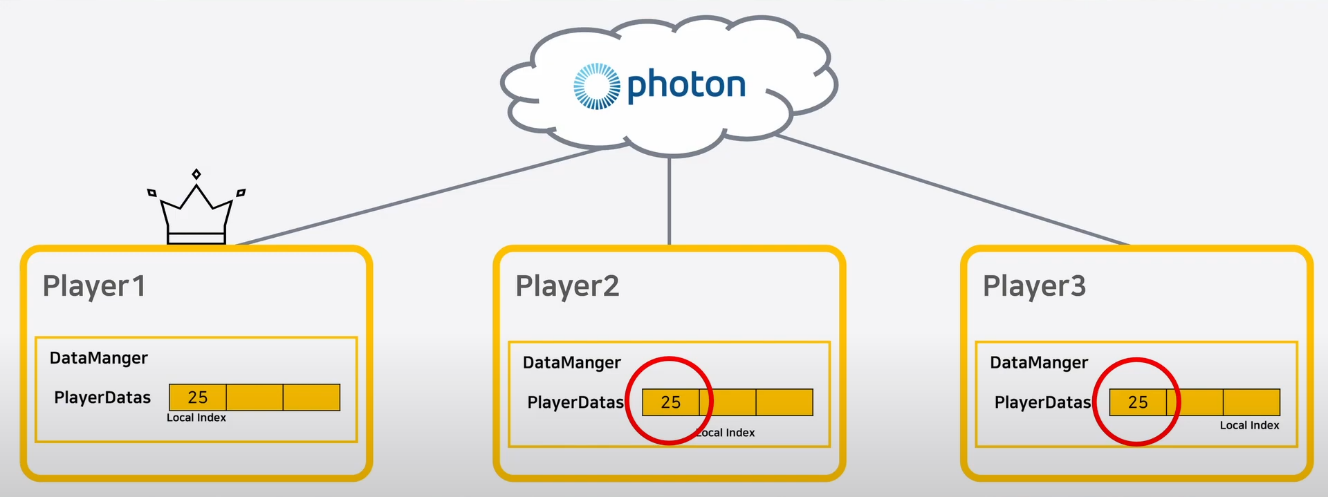 photon
Player1
DataManger
PlayerDatas
25
Local Index
Player2
DataManger
PlayerDatas
25
Local Index
Player3
DataManger
PlayerDatas
25
Local Index